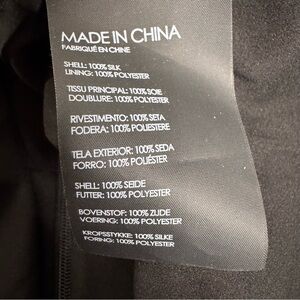 MADE IN CHINA
FABRIQUÉ EN CHINE
SHELL: 100% SILK
LINING: 100% POLYESTER
TISSU PRINCIPAL: 100% SOIE
DOUBLURE: 100% POLYESTER
RIVESTIMENTO: 100% SETA
FODERA: 100% POLIESTERE
TELA EXTERIOR: 100% SEDA
FORRO: 100% POLIÉSTER
SHELL: 100% SEIDE
FUTTER: 100% POLYESTER
BOVENSTOF: 100% ZIJDE
VOERING: 100% POLYESTER
KROPSSTYKKE: 100% SILKE
FORING: 100% POLYESTER